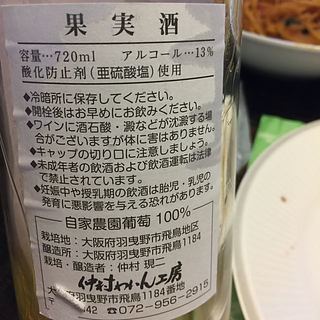 果実酒
容量…720ml アルコール…13%
酸化防止剤(亜硫酸塩)使用
◆冷暗所に保存してください。
◆開栓後はお早めにお飲みください。
◆ワインに酒石酸・澱などが沈澱する場
合がございますが体に害はありません。
◆キャップの切り口に注意しましょう。
◆未成年者の飲酒および飲酒運転は法律
で禁止されています。
◆妊娠中や授乳期の飲酒は胎児・乳児の
発育に悪影響を与える恐れがあります。
自家農園葡萄 100%
栽培地:大阪府羽曳野市飛鳥地区
醸造地:大阪府羽曳野市飛鳥1184
栽培・醸造者:仲村 現二
仲村わいん工房
大阪府羽曳野市飛鳥1184番地
42 ☎072-956-2915